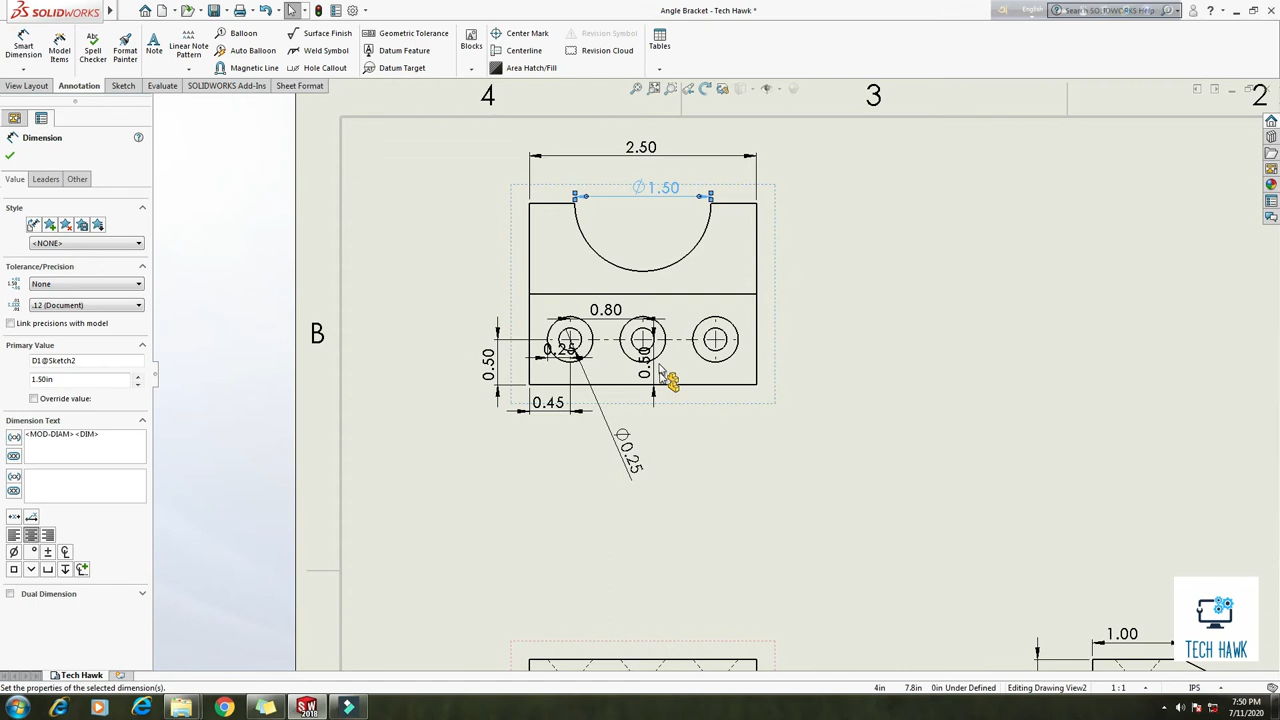 SOLIDWORKS
Angle Bracket - Tech Hawk *
English
Search SOLIDWORKS Help
Smart Dimension
Model Items
Spell Checker
Format Painter
Note
Linear Note Pattern
Balloon
Auto Balloon
Magnetic Line
Surface Finish
Weld Symbol
Hole Callout
Geometric Tolerance
Datum Feature
Datum Target
Blocks
Center Mark
Centerline
Area Hatch/Fill
Revision Symbol
Revision Cloud
Tables
View Layout
Annotation
Sketch
Evaluate
SOLIDWORKS Add-Ins
Sheet Format
4
3
2
B
Dimension
Value
Leaders
Other
Style
<NONE>
Tolerance/Precision
None
.12 (Document)
Link precisions with model
Primary Value
D1@Sketch2
1.50in
Override value:
Dimension Text
<MOD-DIAM><DIM>
Dual Dimension
2.50
∅1.50
0.80
0.25
0.50
0.50
0.45
∅0.25
1.00
TECH HAWK
Tech Hawk
Set the properties of the selected dimension(s).
4in
7.8in
0in Under Defined
Editing Drawing View2
1 : 1
IPS
SW
2018
7:50 PM
7/11/2020